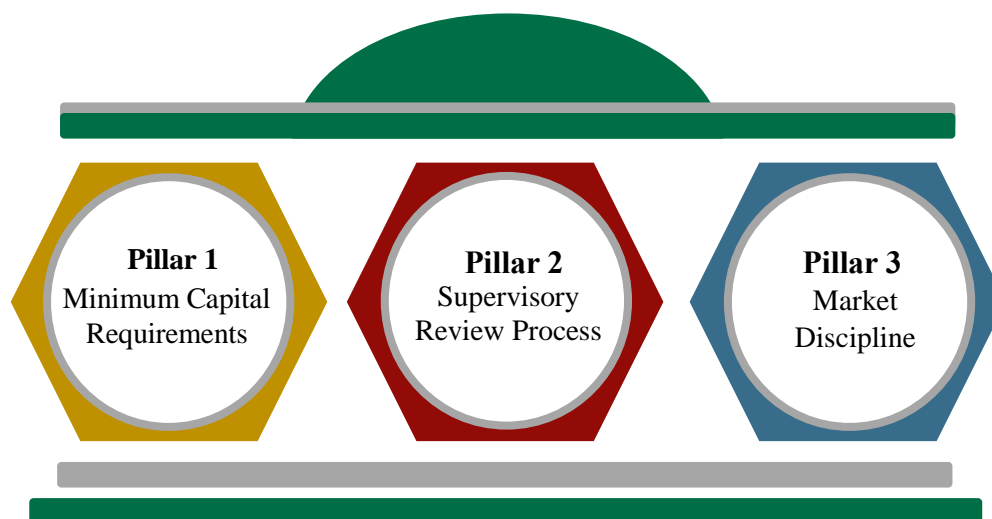 Pillar 1
Minimum Capital
Requirements
Pillar 2
Supervisory
Review Process
Pillar 3
Market
Discipline